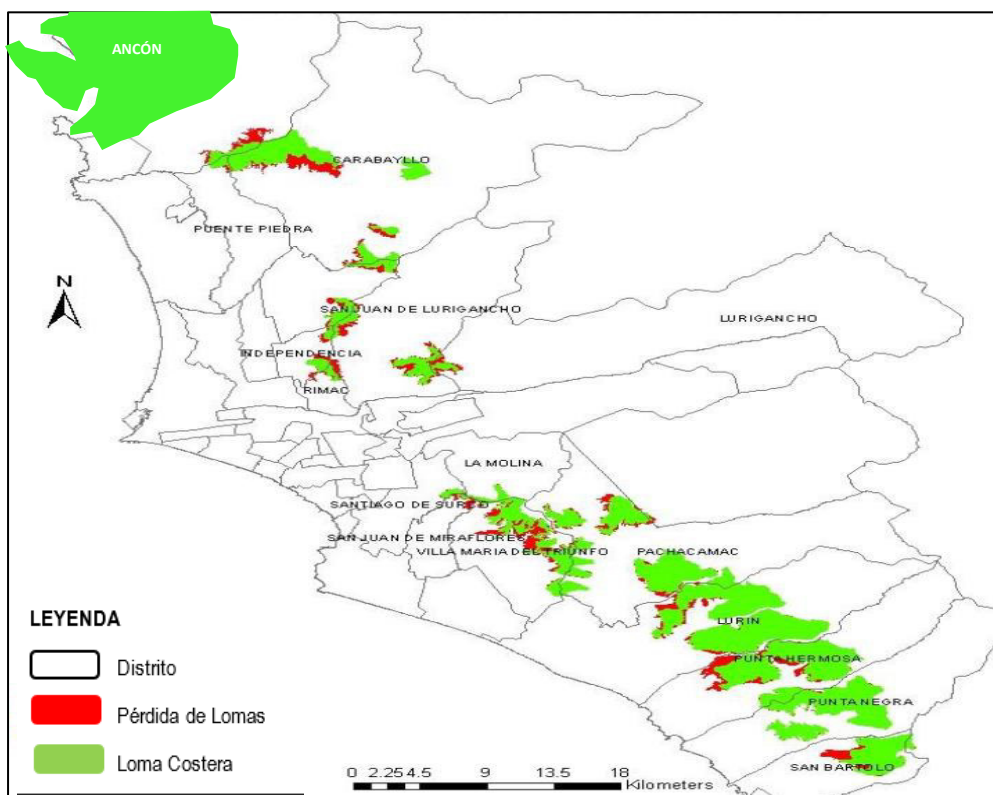 ANCÓN
CARABAYLLO
PUENTE PIEDRA
N
SAN JUAN DE LURIGANCHO
LURIGANCHO
INDEPENDENCIA
RIMAC
LA MOLINA
SANTIAGO DE SURCO
SAN JUAN DE MIRAFLORES
VILLA MARIA DEL TRIUNFO
PACHACAMAC
LURIN
PUNTA HERMOSA
PUNTA NEGRA
SAN BARTOLO
LEYENDA
Distrito
Pérdida de Lomas
Loma Costera
0 2.25 4.5 9 13.5 18
Kilometers